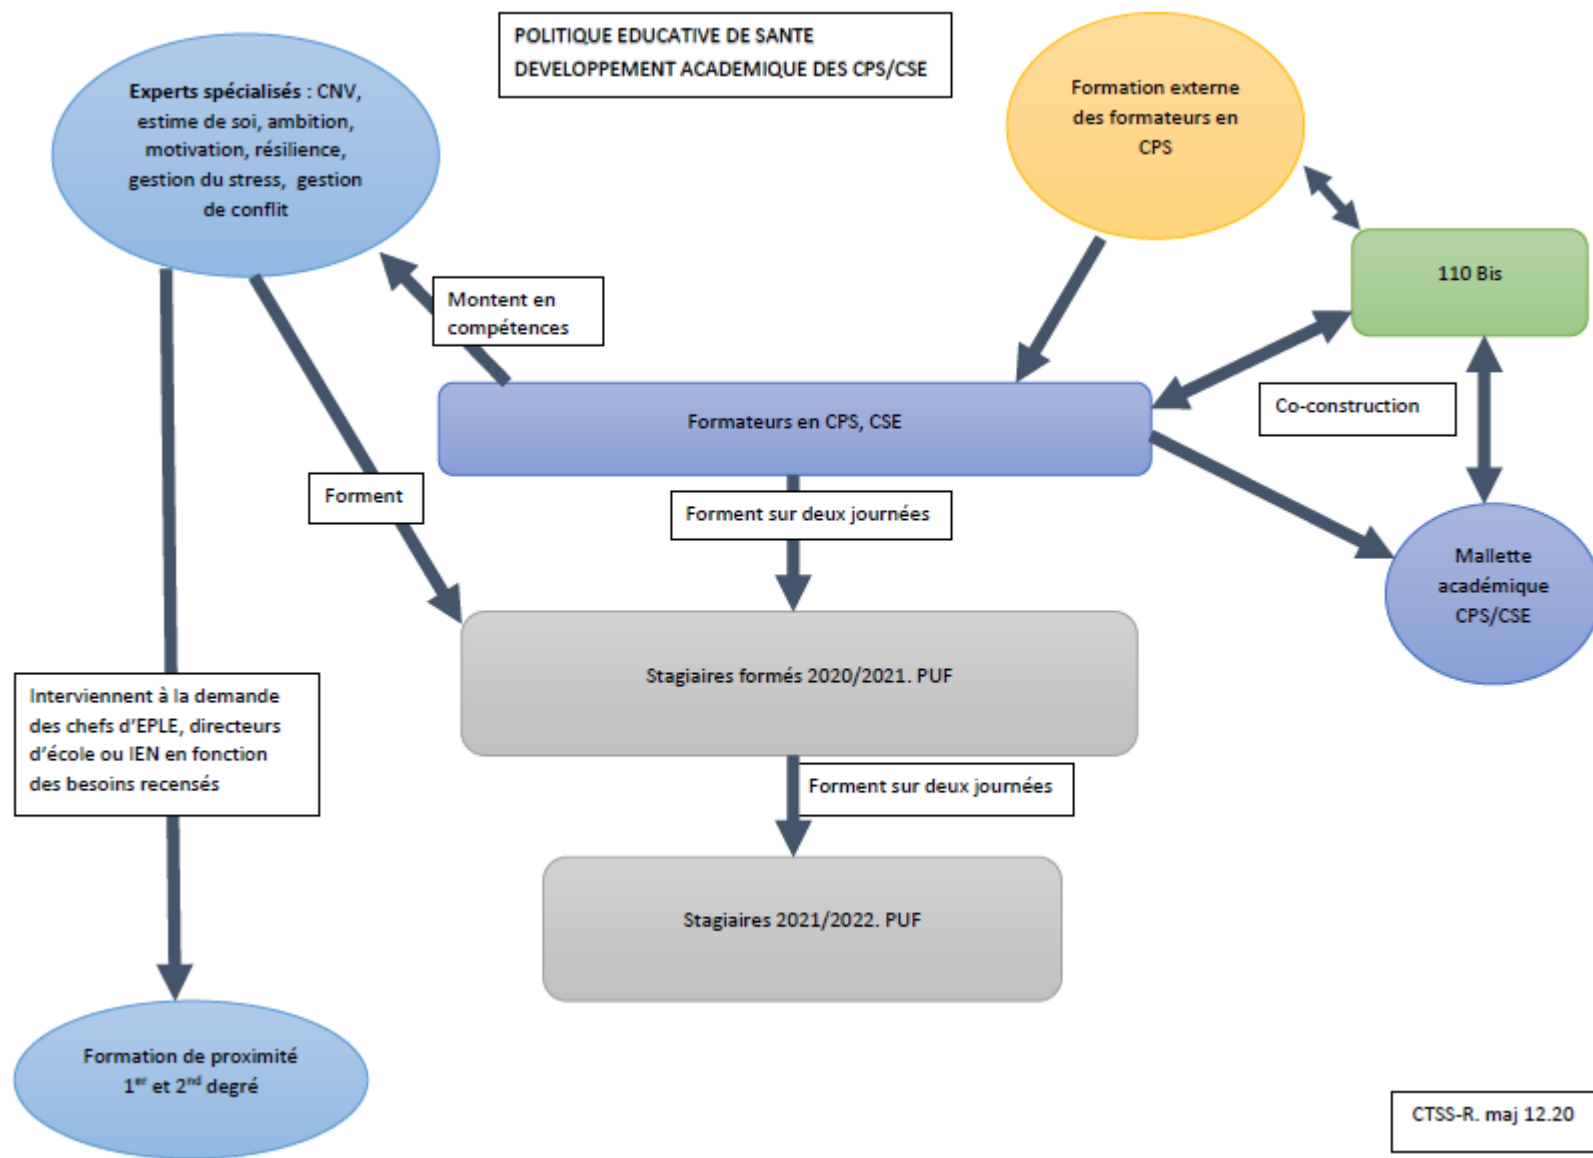 POLITIQUE EDUCATIVE DE SANTE
DEVELOPPEMENT ACADEMIQUE DES CPS/CSE
Experts spécialisés : CNV,
estime de soi, ambition,
motivation, résilience,
gestion du stress, gestion
de conflit
Formation externe
des formateurs en
CPS
110 Bis
Montent en
compétences
Formateurs en CPS, CSE
Co-construction
Forment
Forment sur deux journées
Mallette
académique
CPS/CSE
Stagiaires formés 2020/2021. PUF
Interviennent à la demande
des chefs d’EPLE, directeurs
d’école ou IEN en fonction
des besoins recensés
Forment sur deux journées
Stagiaires 2021/2022. PUF
Formation de proximité
1er et 2nd degré
CTSS-R. maj 12.20